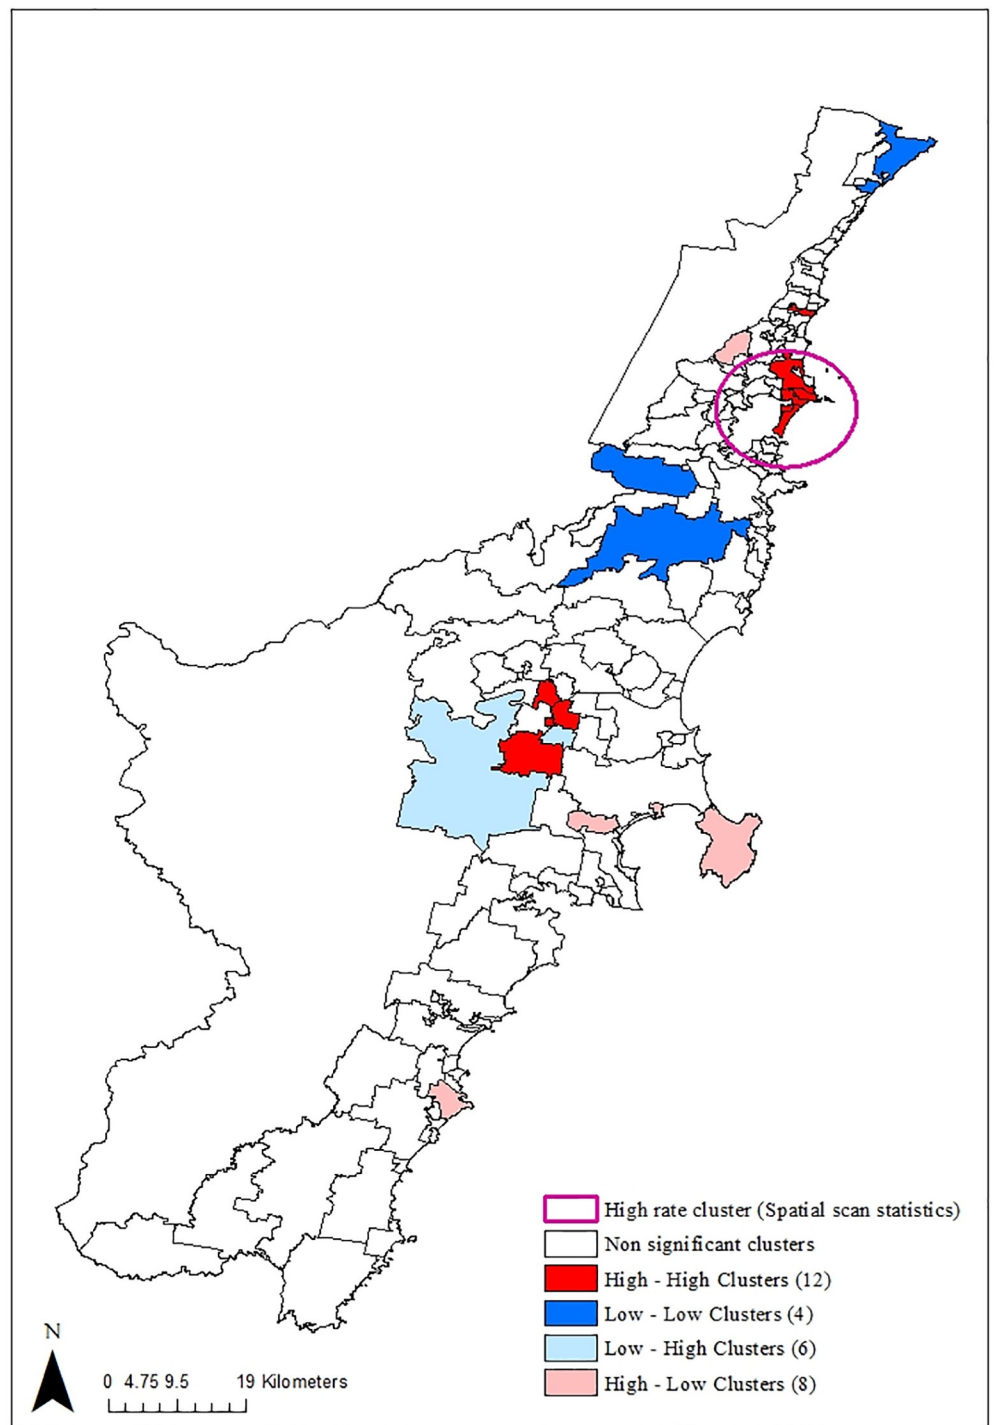 High rate cluster (Spatial scan statistics)
Non significant clusters
High - High Clusters (12)
Low - Low Clusters (4)
Low - High Clusters (6)
High - Low Clusters (8)
N
0 4.75 9.5 19 Kilometers